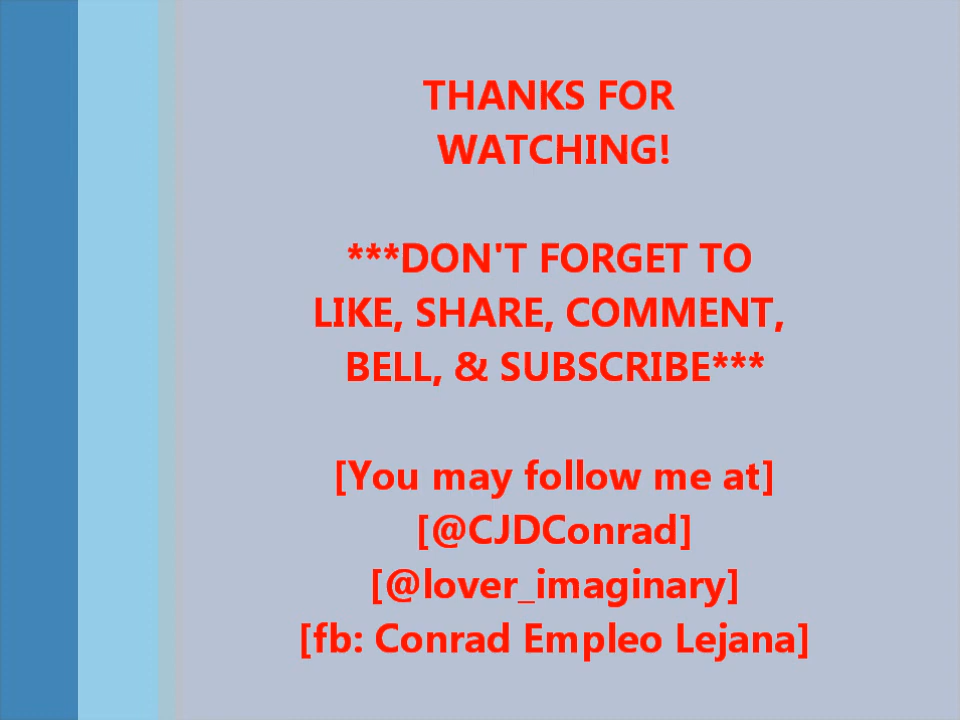 THANKS FOR
WATCHING!
***DON'T FORGET TO
LIKE, SHARE, COMMENT,
BELL, & SUBSCRIBE***
[You may follow me at]
[@CJDConrad]
[@lover_imaginary]
[fb: Conrad Empleo Lejana]